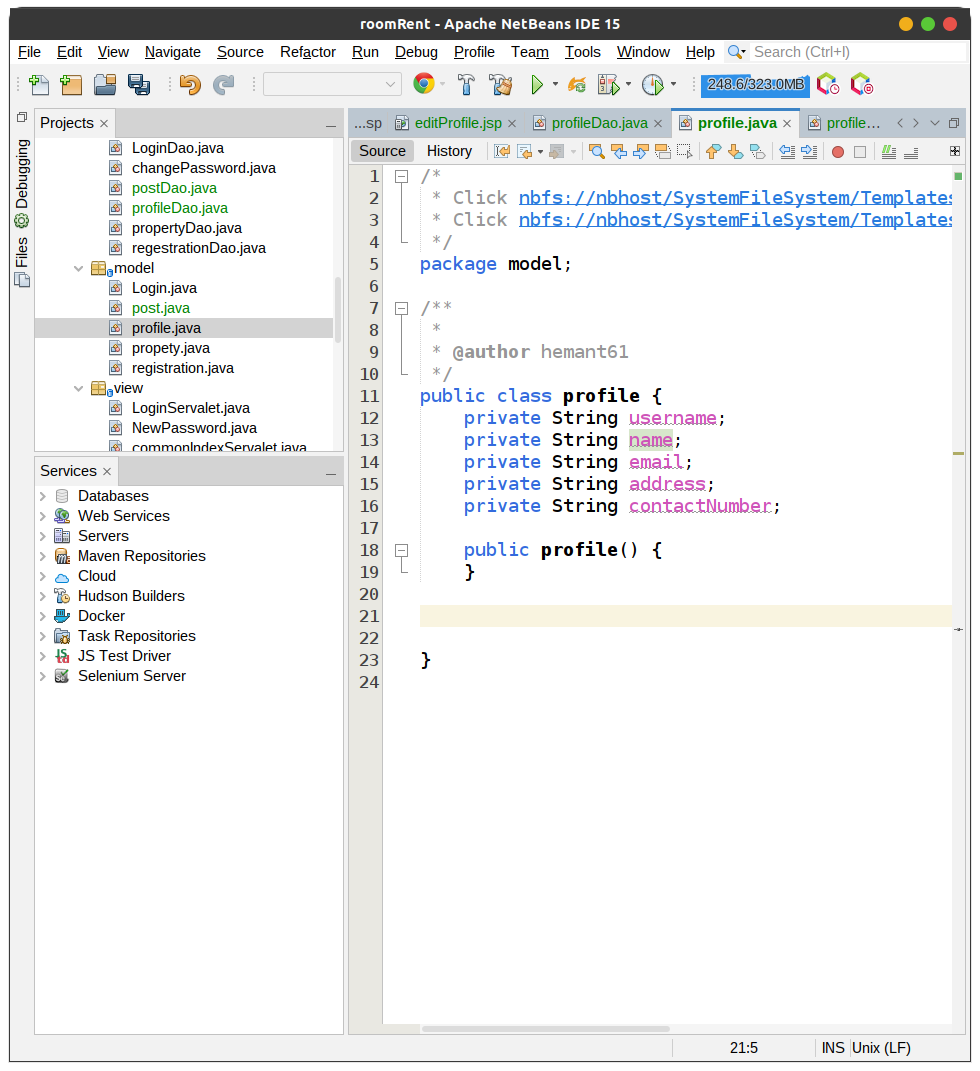 roomRent - Apache NetBeans IDE 15
File Edit View Navigate Source Refactor Run Debug Profile Team Tools Window Help Search (Ctrl+I)
248.6/323.0MB
Debugging
Files
Projects
LoginDao.java
changePassword.java
postDao.java
profileDao.java
propertyDao.java
regestrationDao.java
model
Login.java
post.java
profile.java
propety.java
registration.java
view
LoginServalet.java
NewPassword.java
commonIndexServalet.java
Services
Databases
Web Services
Servers
Maven Repositories
Cloud
Hudson Builders
Docker
Task Repositories
JS Test Driver
Selenium Server
...sp editProfile.jsp profileDao.java profile.java profile...
Source History
1 /*
2 * Click nbfs://nbhost/SystemFileSystem/Templates
3 * Click nbfs://nbhost/SystemFileSystem/Templates
4 */
5 package model;
6
7 /**
8 *
9 * @author hemant61
10 */
11 public class profile {
12 private String username;
13 private String name;
14 private String email;
15 private String address;
16 private String contactNumber;
17
18 public profile() {
19 }
20
21
22
23 }
24
21:5 INS Unix (LF)